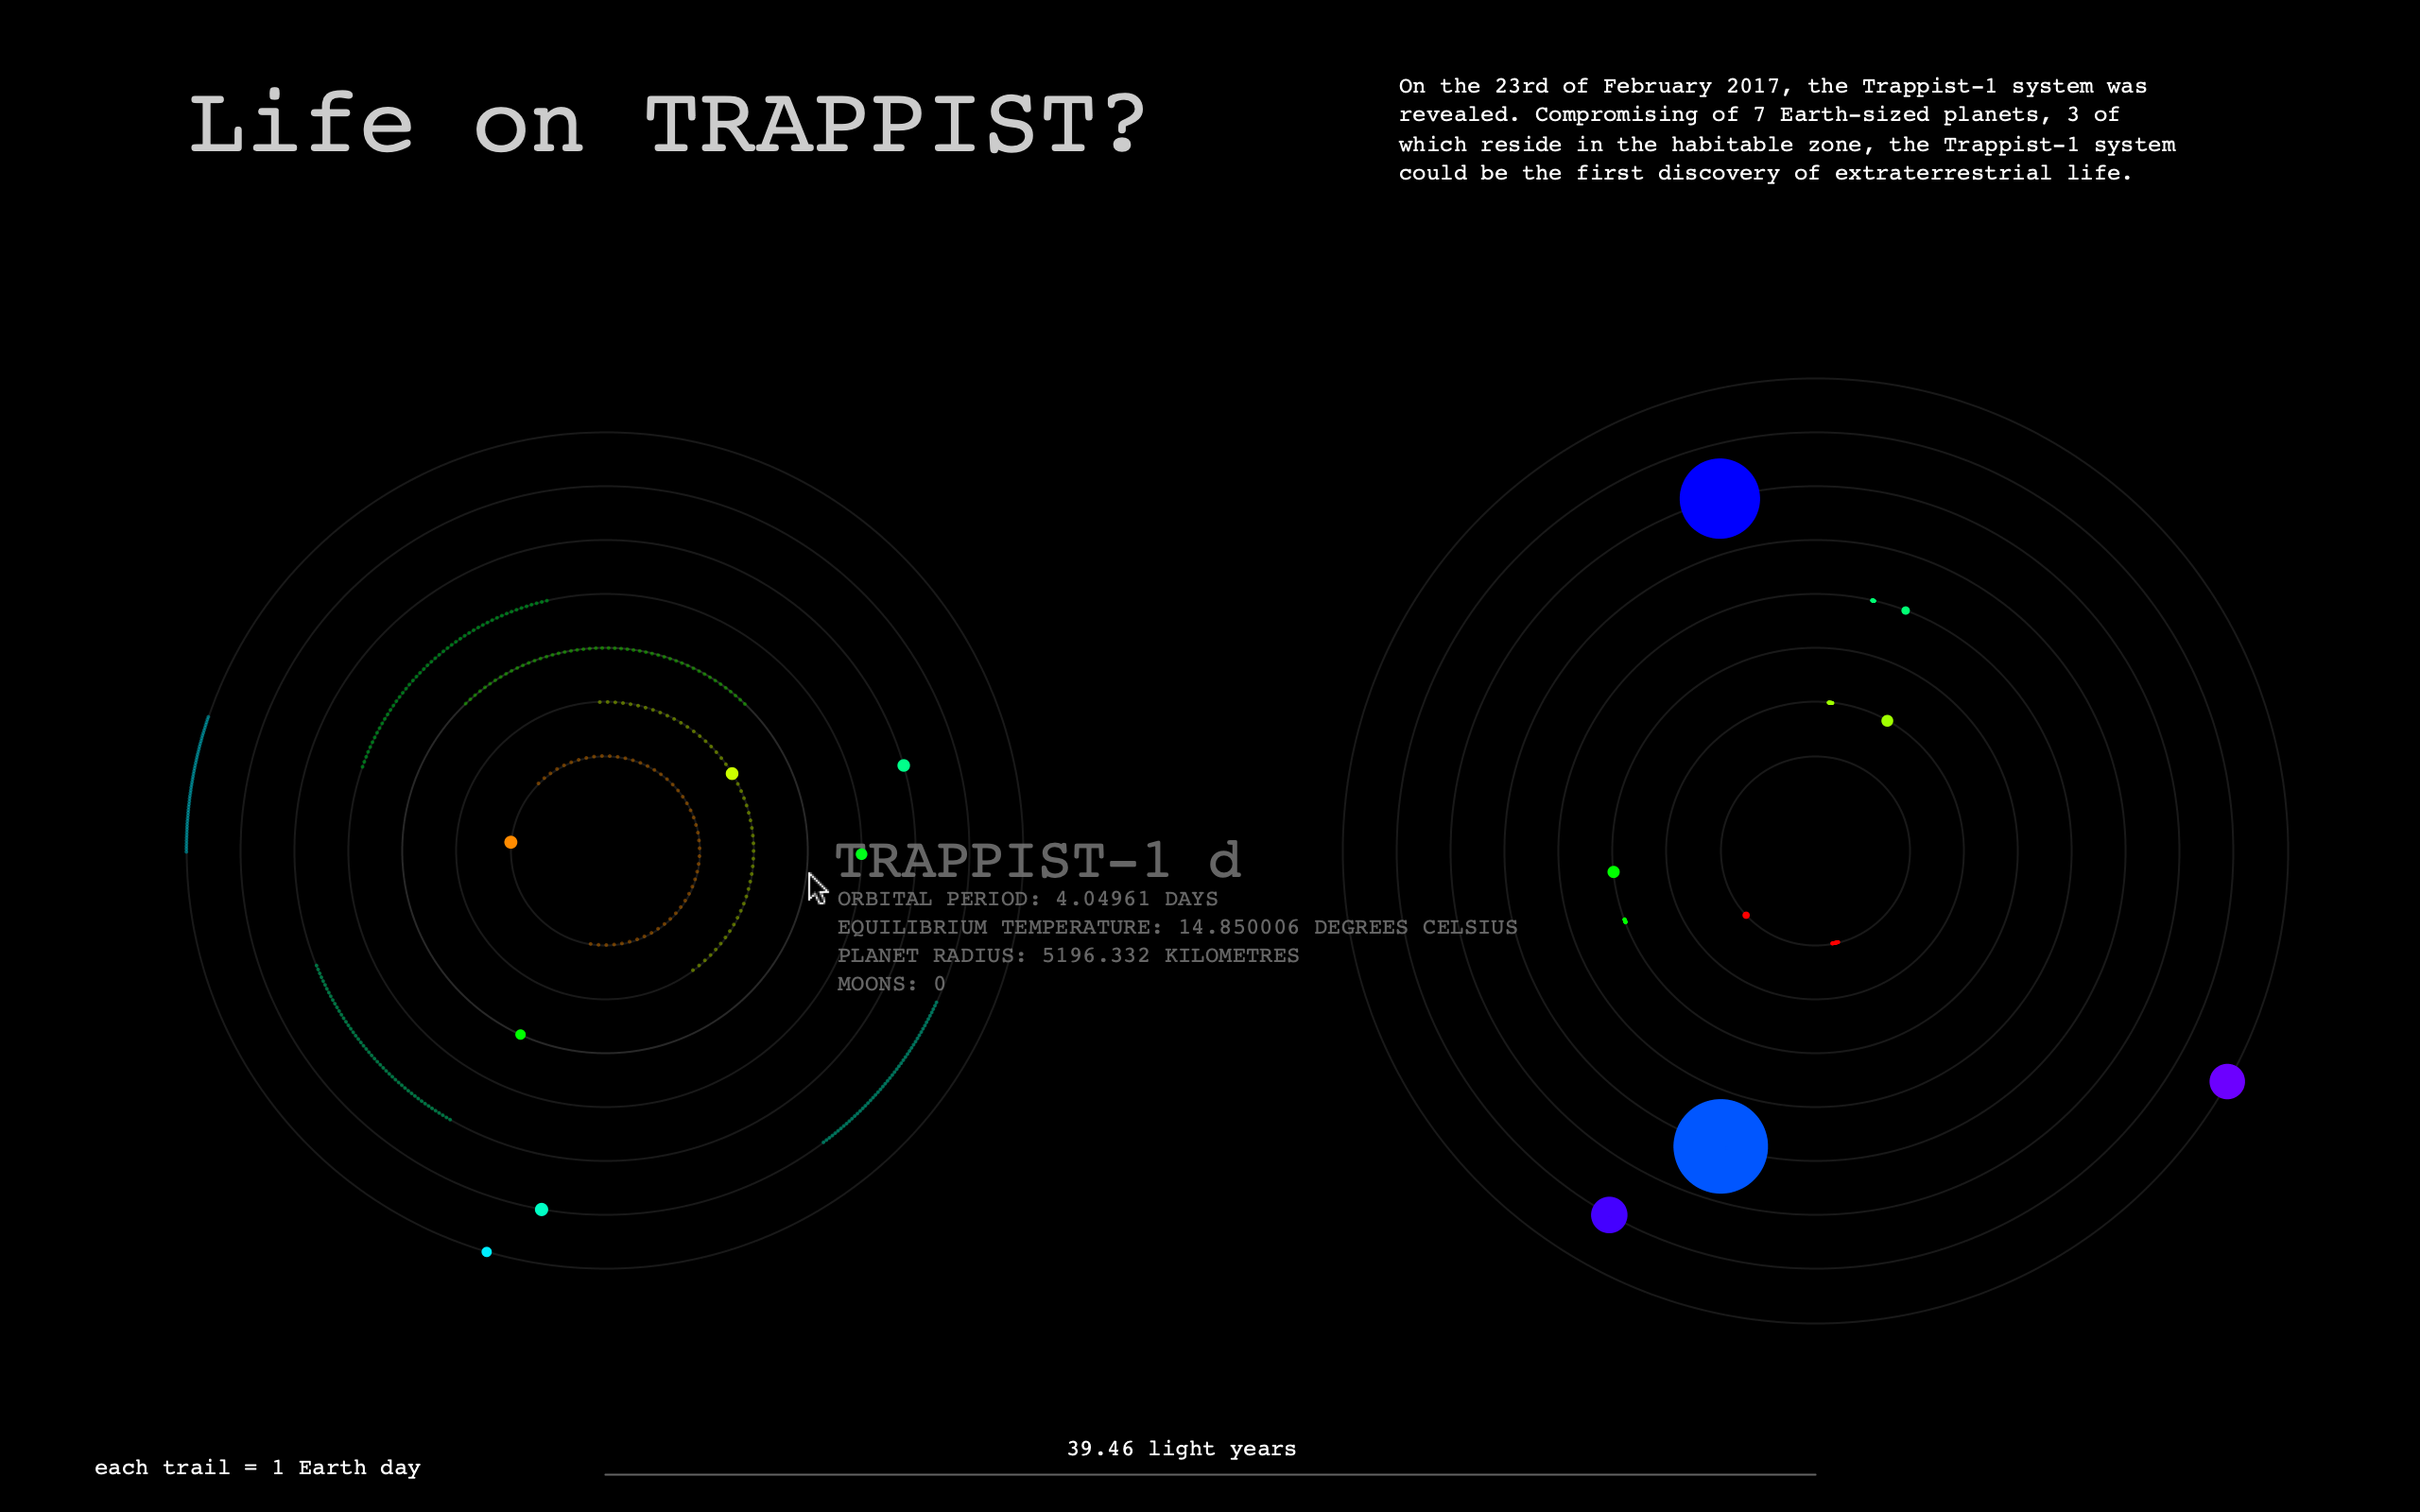 Life on TRAPPIST?
On the 23rd of February 2017, the Trappist-1 system was
revealed. Compromising of 7 Earth-sized planets, 3 of
which reside in the habitable zone, the Trappist-1 system
could be the first discovery of extraterrestrial life.
TRAPPIST-1 d
ORBITAL PERIOD: 4.04961 DAYS
EQUILIBRIUM TEMPERATURE: 14.850006 DEGREES CELSIUS
PLANET RADIUS: 5196.332 KILOMETRES
MOONS: 0
39.46 light years
each trail = 1 Earth day